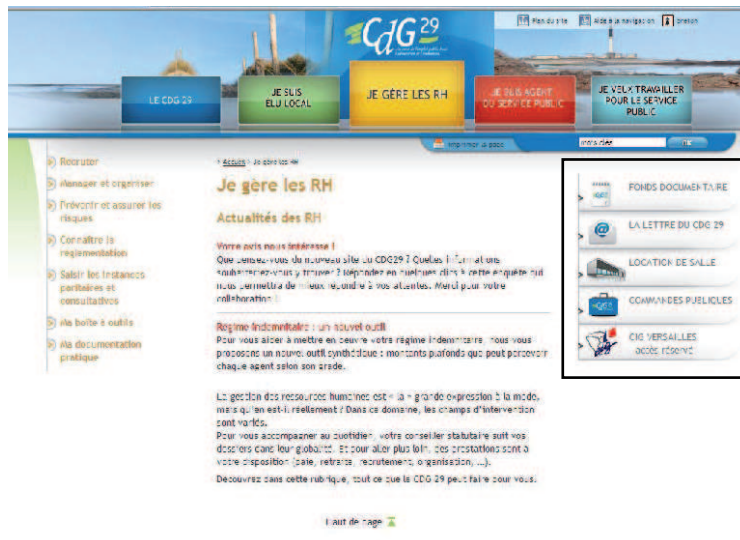 CDG 29
Plan du site
Aide à la navigation
Breton
LE CDG 29
JE SUIS
ÉLU LOCAL
JE GÈRE LES RH
JE SUIS AGENT
DU SERVICE PUBLIC
JE VEUX TRAVAILLER
POUR LE SERVICE
PUBLIC
Imprimer la page
mots clés
OK
Recruter
Manager et organiser
Prévenir et assurer les
risques
Connaître la
réglementation
Saisir les instances
paritaires et
consultatives
Ma boîte à outils
Ma documentation
pratique
> Accueil > Je gère les RH
Je gère les RH
Actualités des RH
Votre avis nous intéresse !
Que pensez-vous du nouveau site du CDG29 ? Quelles informations
souhaiteriez-vous y trouver ? Répondez en quelques clics à cette enquête qui
nous permettra de mieux répondre à vos attentes. Merci pour votre
collaboration !
Régime indemnitaire : un nouvel outil
Pour vous aider à mettre en oeuvre votre régime indemnitaire, nous vous
proposons un nouvel outil synthétique : montants plafonds que peut percevoir
chaque agent selon son grade.
La gestion des ressources humaines est « la » grande expression à la mode,
mais qu'en est-il réellement ? Dans ce domaine, les champs d'intervention
sont variés.
Pour vous accompagner au quotidien, votre conseiller statutaire suit vos
dossiers dans leur globalité. Et pour aller plus loin, des prestations sont à
votre disposition (paie, retraite, recrutement, organisation, ...).
Découvrez dans cette rubrique, tout ce que le CDG 29 peut faire pour vous.
Haut de page
FONDS DOCUMENTAIRE
LA LETTRE DU CDG 29
LOCATION DE SALLE
COMMANDES PUBLIQUES
CIG VERSAILLES
accès réservé